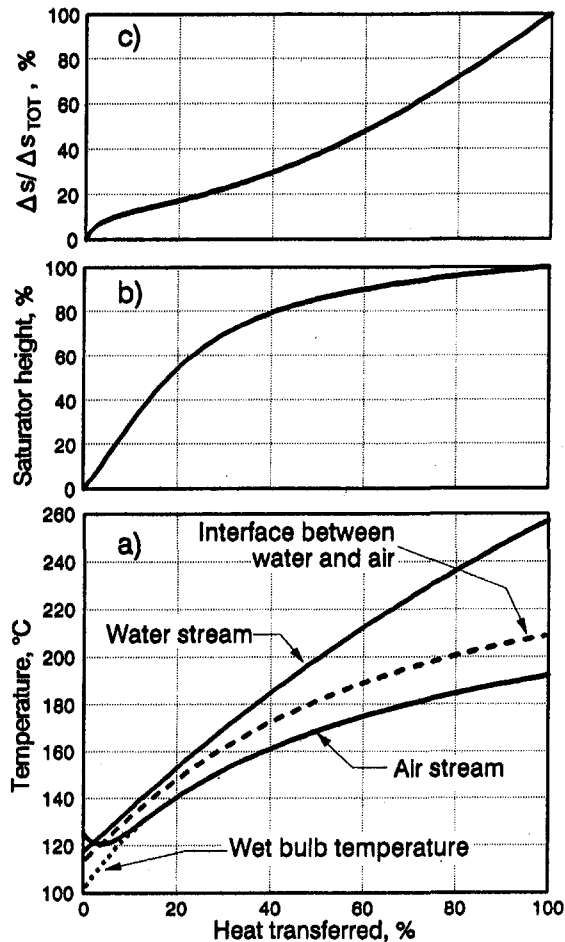 100
80
60
40
20
0
Δs/ΔsTOT, %
c)
100
80
60
40
20
0
Saturator height, %
b)
260
240
220
200
180
160
140
120
100
Temperature, °C
a)
Interface between
water and air
Water stream
Air stream
Wet bulb temperature
0 20 40 60 80 100
Heat transferred, %